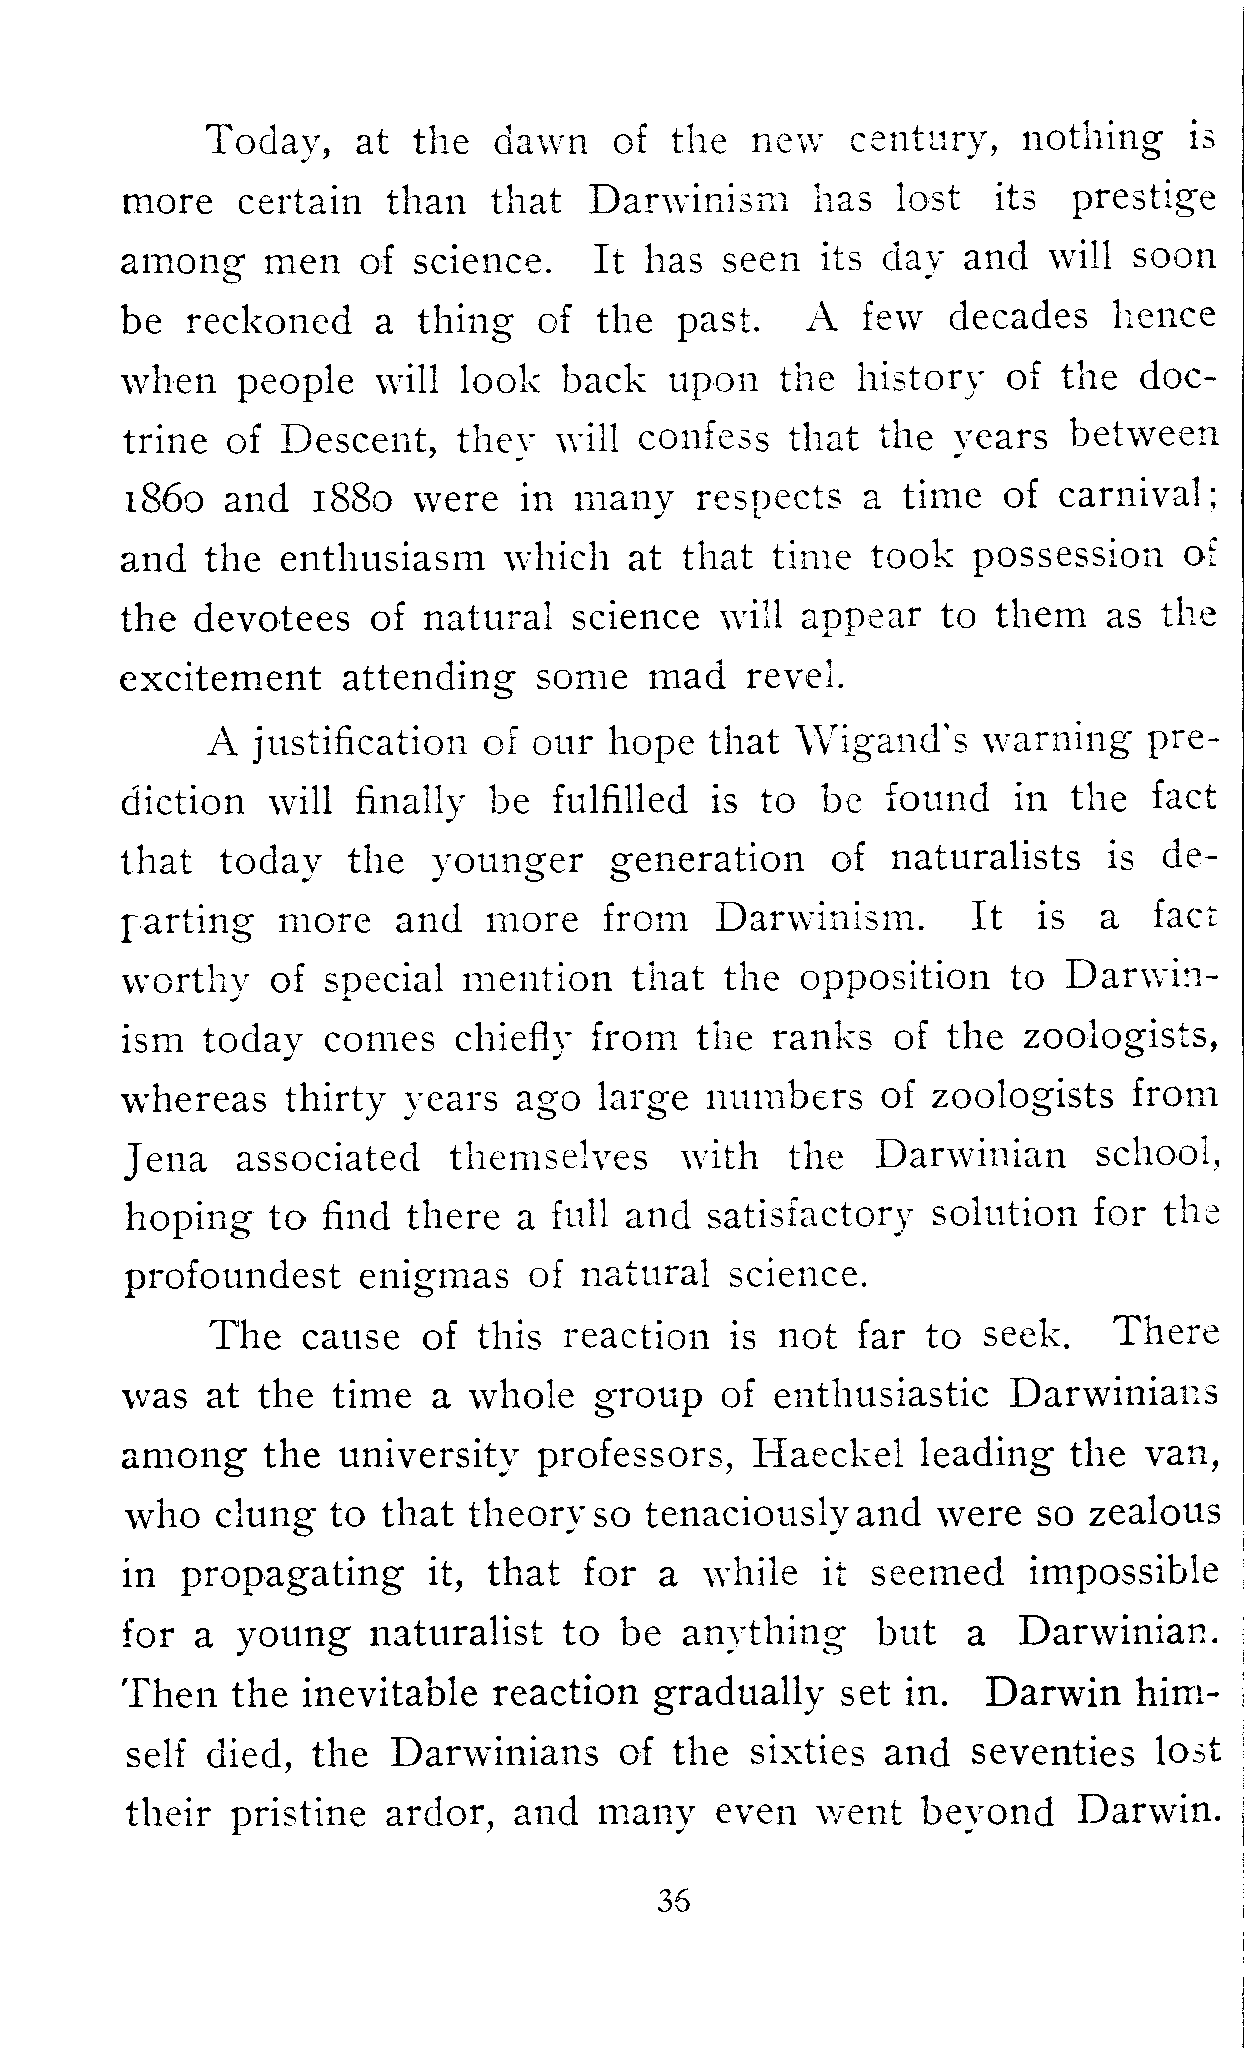 Today, at the dawn of the new century, nothing is
more certain than that Darwinism has lost its prestige
among men of science. It has seen its day and will soon
be reckoned a thing of the past. A few decades hence
when people will look back upon the history of the doc-
trine of Descent, they will confess that the years between
1860 and 1880 were in many respects a time of carnival;
and the enthusiasm which at that time took possession of
the devotees of natural science will appear to them as the
excitement attending some mad revel.
A justification of our hope that Wigand's warning pre-
diction will finally be fulfilled is to be found in the fact
that today the younger generation of naturalists is de-
parting more and more from Darwinism. It is a fact
worthy of special mention that the opposition to Darwin-
ism today comes chiefly from the ranks of the zoologists,
whereas thirty years ago large numbers of zoologists from
Jena associated themselves with the Darwinian school,
hoping to find there a full and satisfactory solution for the
profoundest enigmas of natural science.
The cause of this reaction is not far to seek. There
was at the time a whole group of enthusiastic Darwinians
among the university professors, Haeckel leading the van,
who clung to that theory so tenaciously and were so zealous
in propagating it, that for a while it seemed impossible
for a young naturalist to be anything but a Darwinian.
Then the inevitable reaction gradually set in. Darwin him-
self died, the Darwinians of the sixties and seventies lost
their pristine ardor, and many even went beyond Darwin.
36